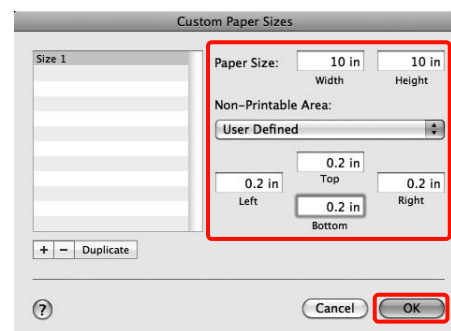 Custom Paper Sizes
Size 1
Paper Size:
10 in
10 in
Width
Height
Non-Printable Area:
User Defined
0.2 in
Top
0.2 in
0.2 in
Left
Right
0.2 in
Bottom
+ − Duplicate
?
Cancel
OK